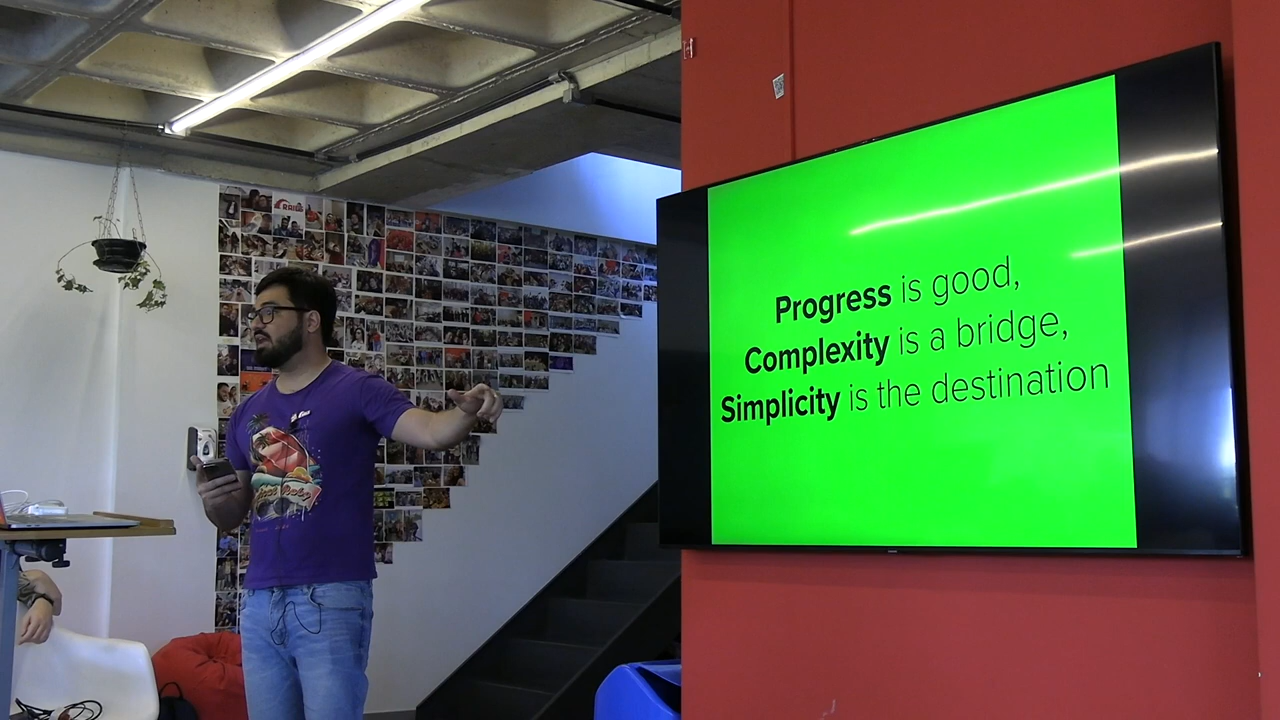 Progress is good,
Complexity is a bridge,
Simplicity is the destination